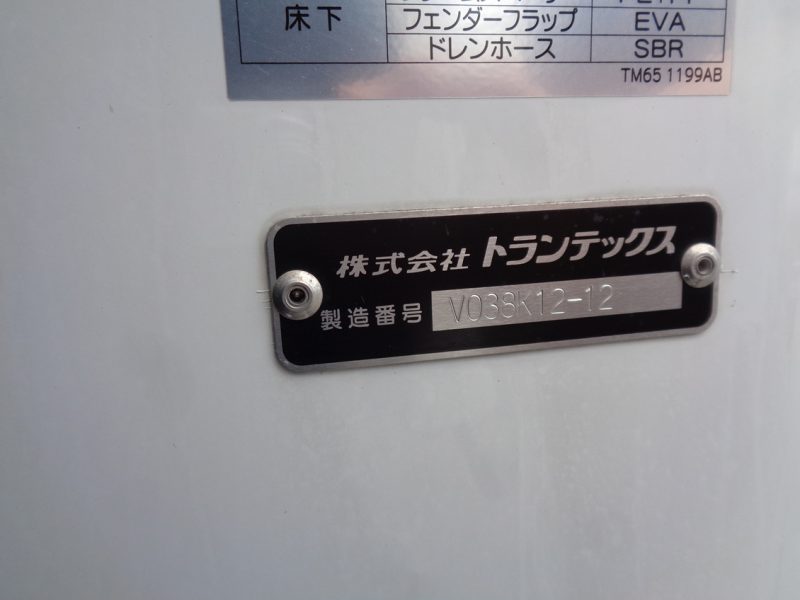 床下
フェンダーフラップ EVA
ドレンホース SBR
TM65 1199AB
株式会社 トランテックス
製造番号 V038K12-12